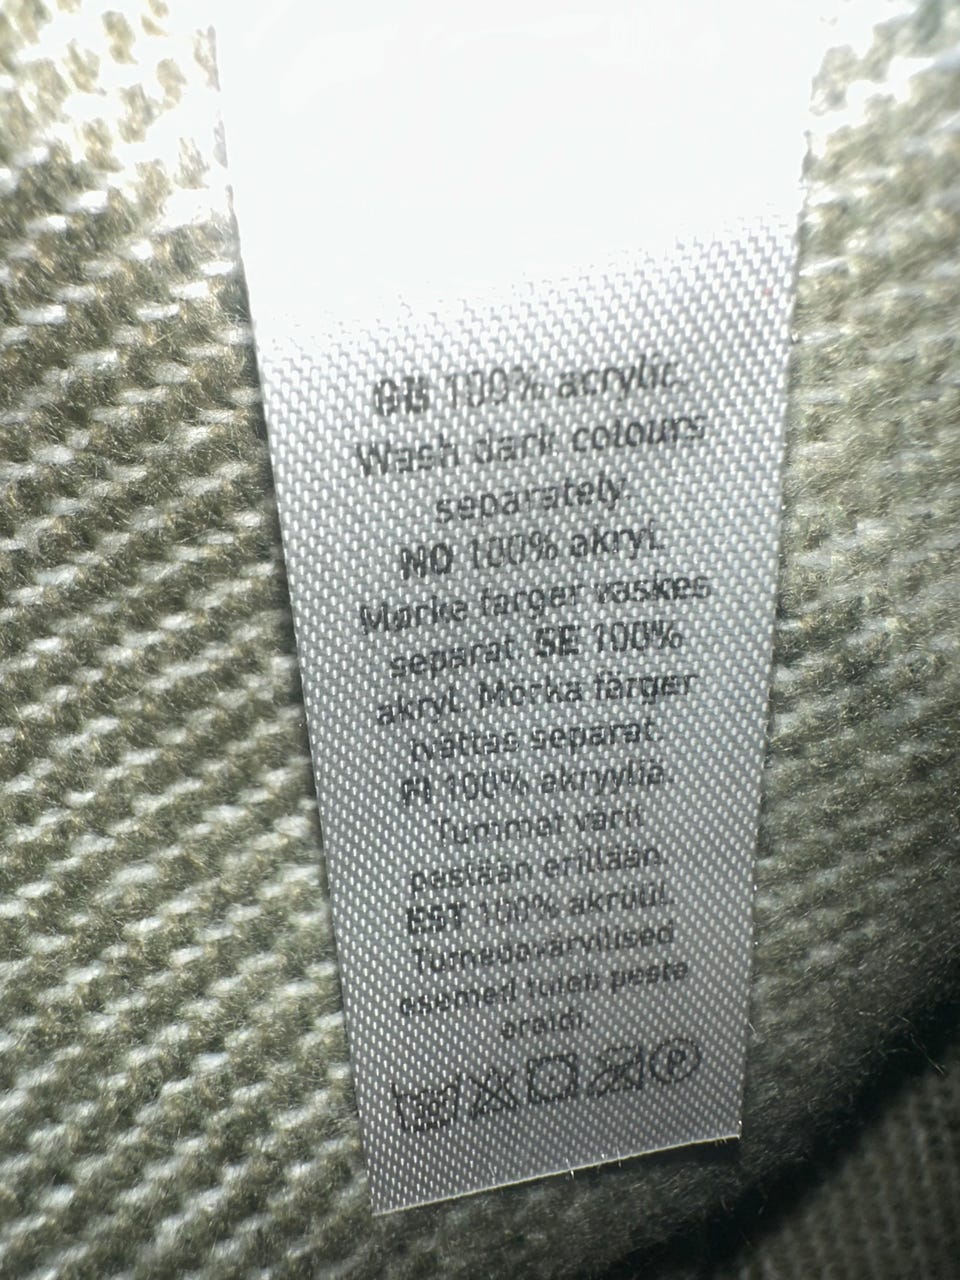 GB 100% acrylic.
Wash dark colours
separately.
NO 100% akryl.
Mørke farger vaskes
separat. SE 100%
akryl. Mörka färger
tvättas separat.
FI 100% akryyliä.
Tummat värit
pestään erillään.
EST 100% akrüül.
Tumedavärvilised
esemed tulen peste
eraldi.
P